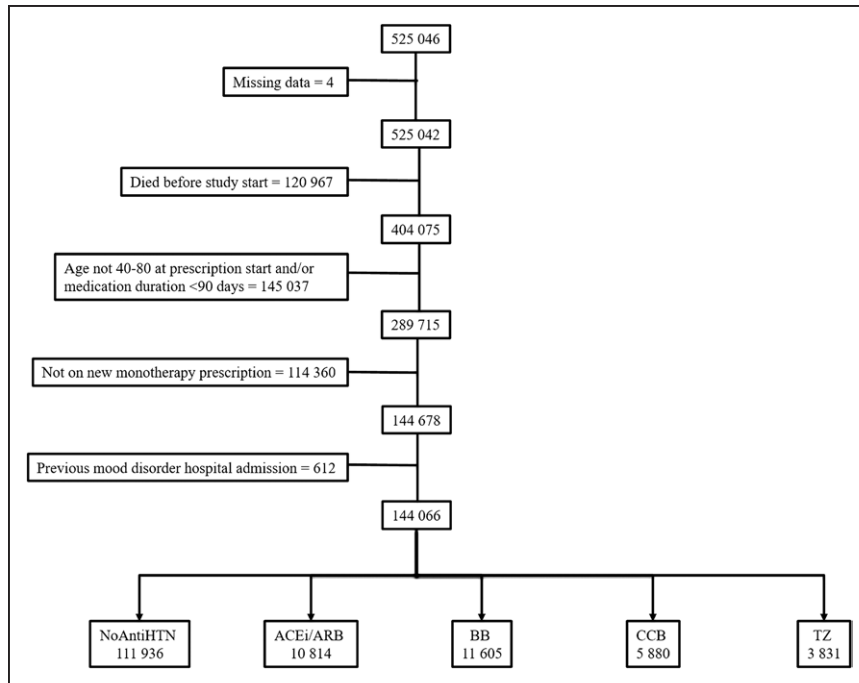 525 046
Missing data = 4
525 042
Died before study start = 120 967
404 075
Age not 40-80 at prescription start and/or
medication duration <90 days = 145 037
289 715
Not on new monotherapy prescription = 114 360
144 678
Previous mood disorder hospital admission = 612
144 066
NoAntiHTN
111 936
ACEi/ARB
10 814
BB
11 605
CCB
5 880
TZ
3 831